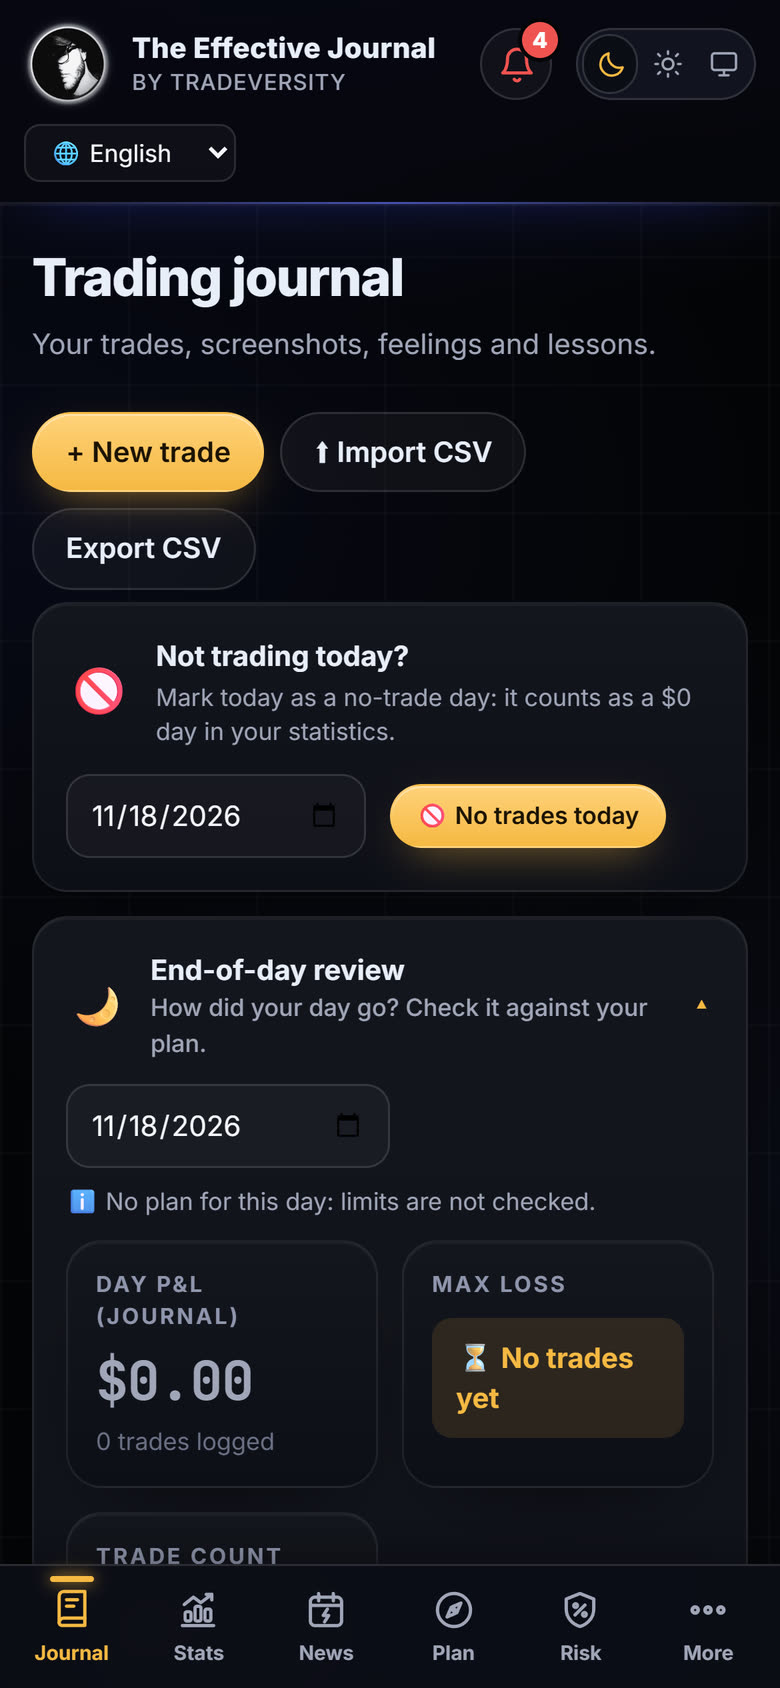 The Effective Journal
BY TRADEVERSITY
4
English
Trading journal
Your trades, screenshots, feelings and lessons.
+ New trade
⬆ Import CSV
Export CSV
Not trading today?
Mark today as a no-trade day: it counts as a $0
day in your statistics.
11/18/2026
🚫 No trades today
End-of-day review
How did your day go? Check it against your
plan.
11/18/2026
ℹ️ No plan for this day: limits are not checked.
DAY P&L
(JOURNAL)
$0.00
0 trades logged
MAX LOSS
⏳ No trades
yet
TRADE COUNT
Journal
Stats
News
Plan
Risk
More